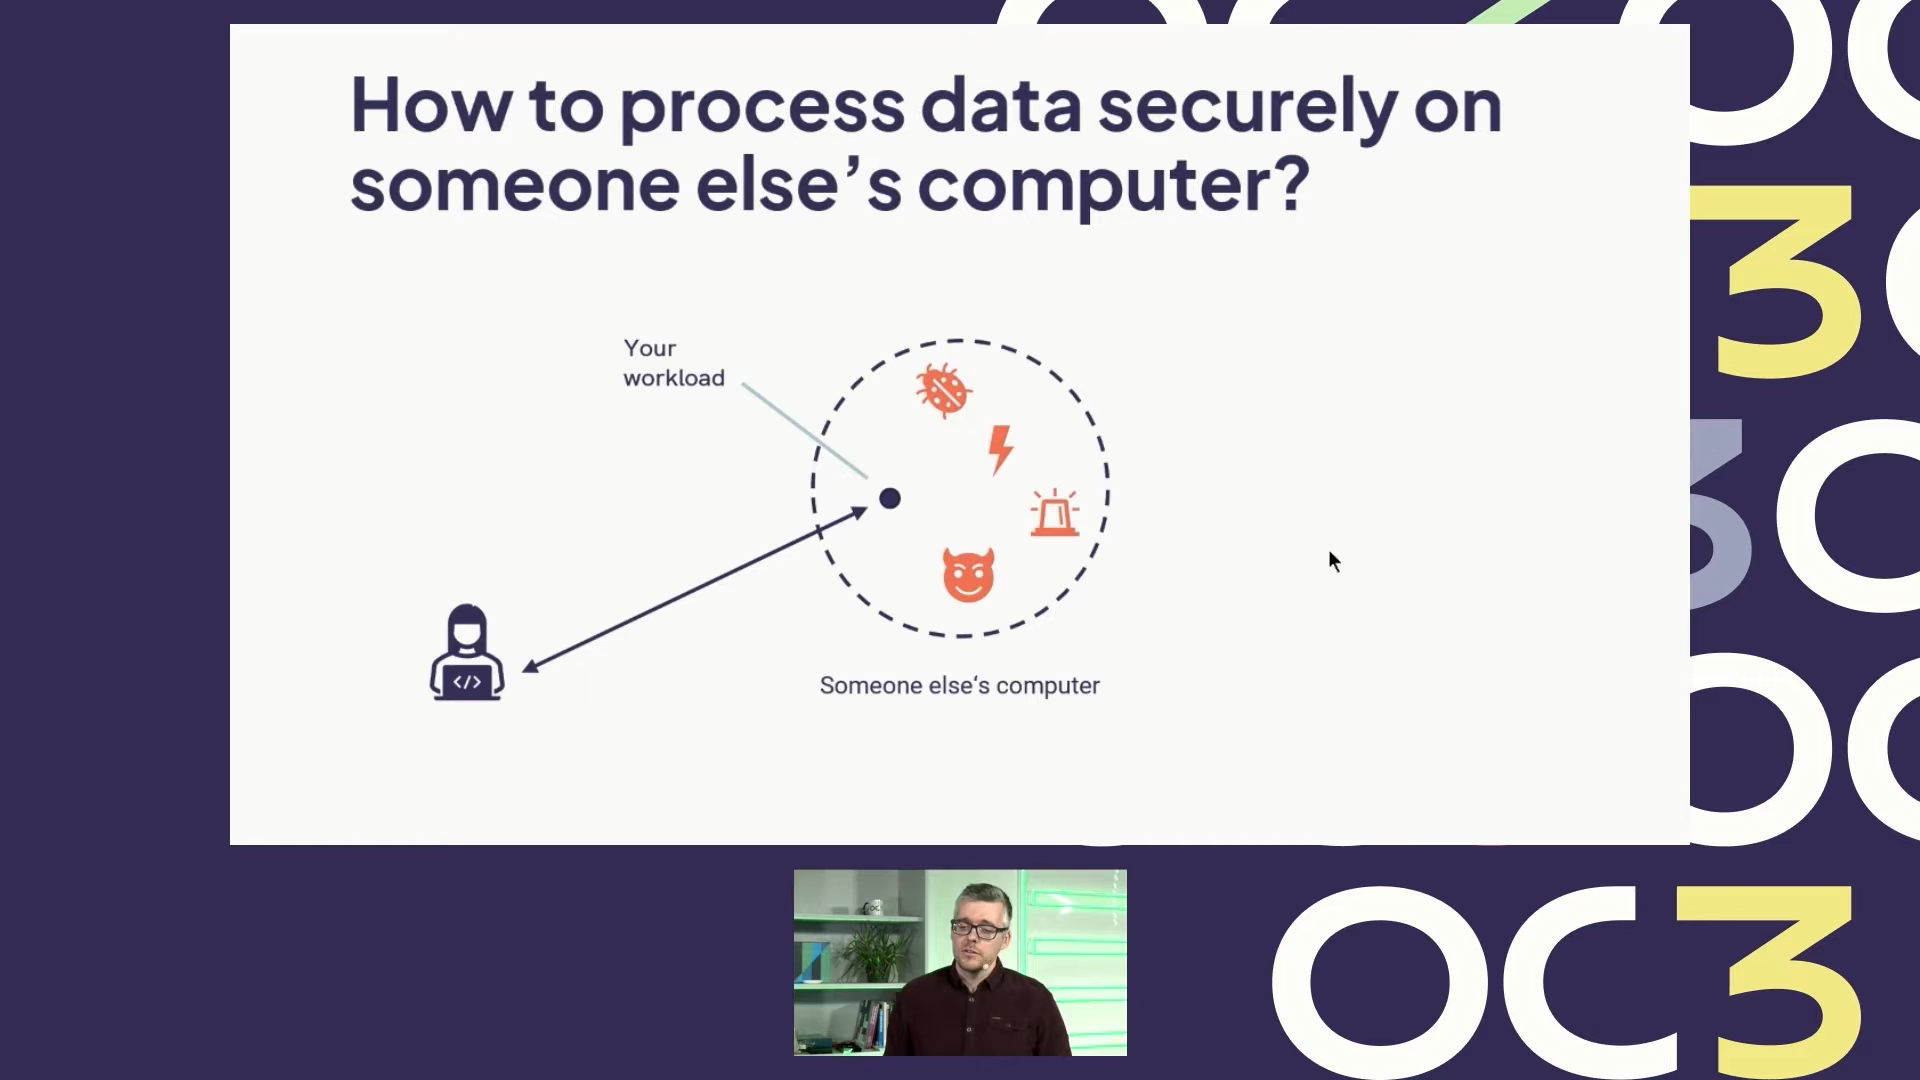 How to process data securely on
someone else’s computer?
Your
workload
</>
Someone else‘s computer
OC3